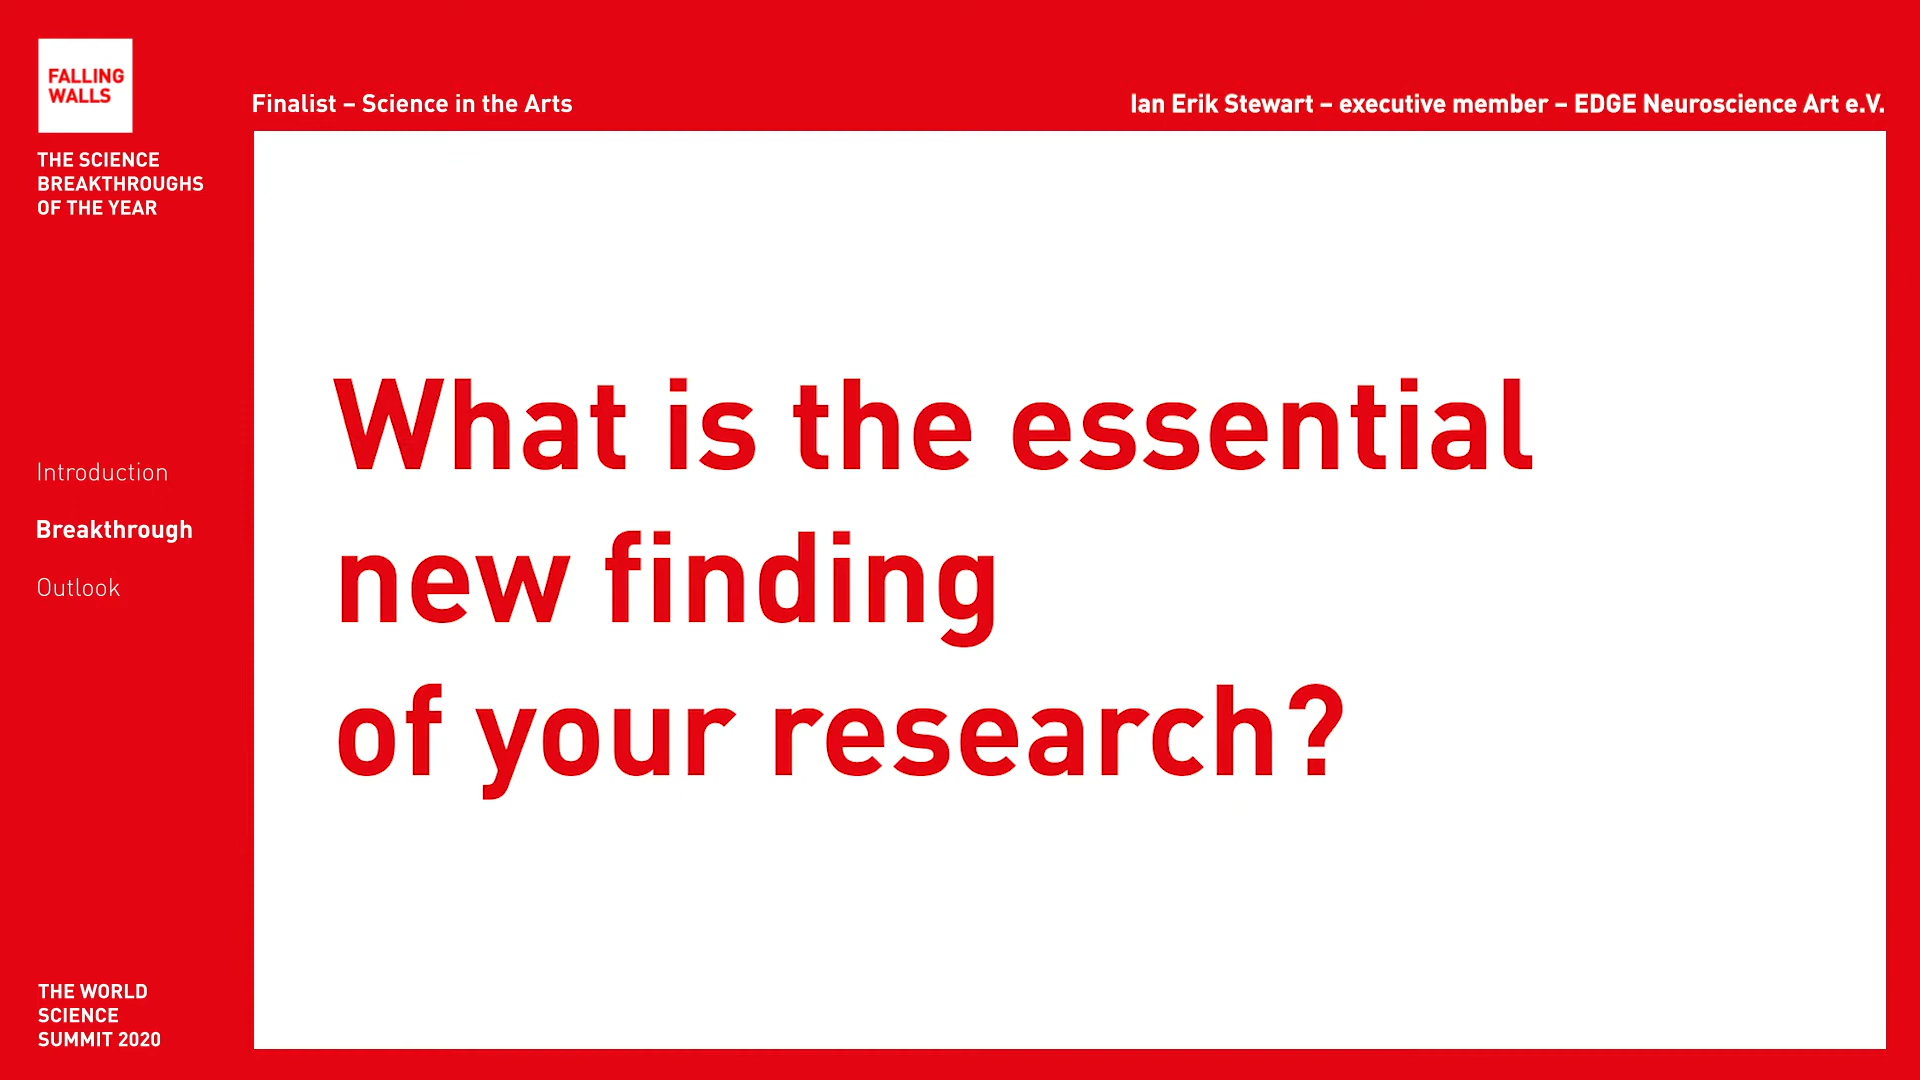 FALLING
WALLS
THE SCIENCE
BREAKTHROUGHS
OF THE YEAR
Finalist – Science in the Arts
Ian Erik Stewart – executive member – EDGE Neuroscience Art e.V.
Introduction
Breakthrough
Outlook
What is the essential
new finding
of your research?
THE WORLD
SCIENCE
SUMMIT 2020